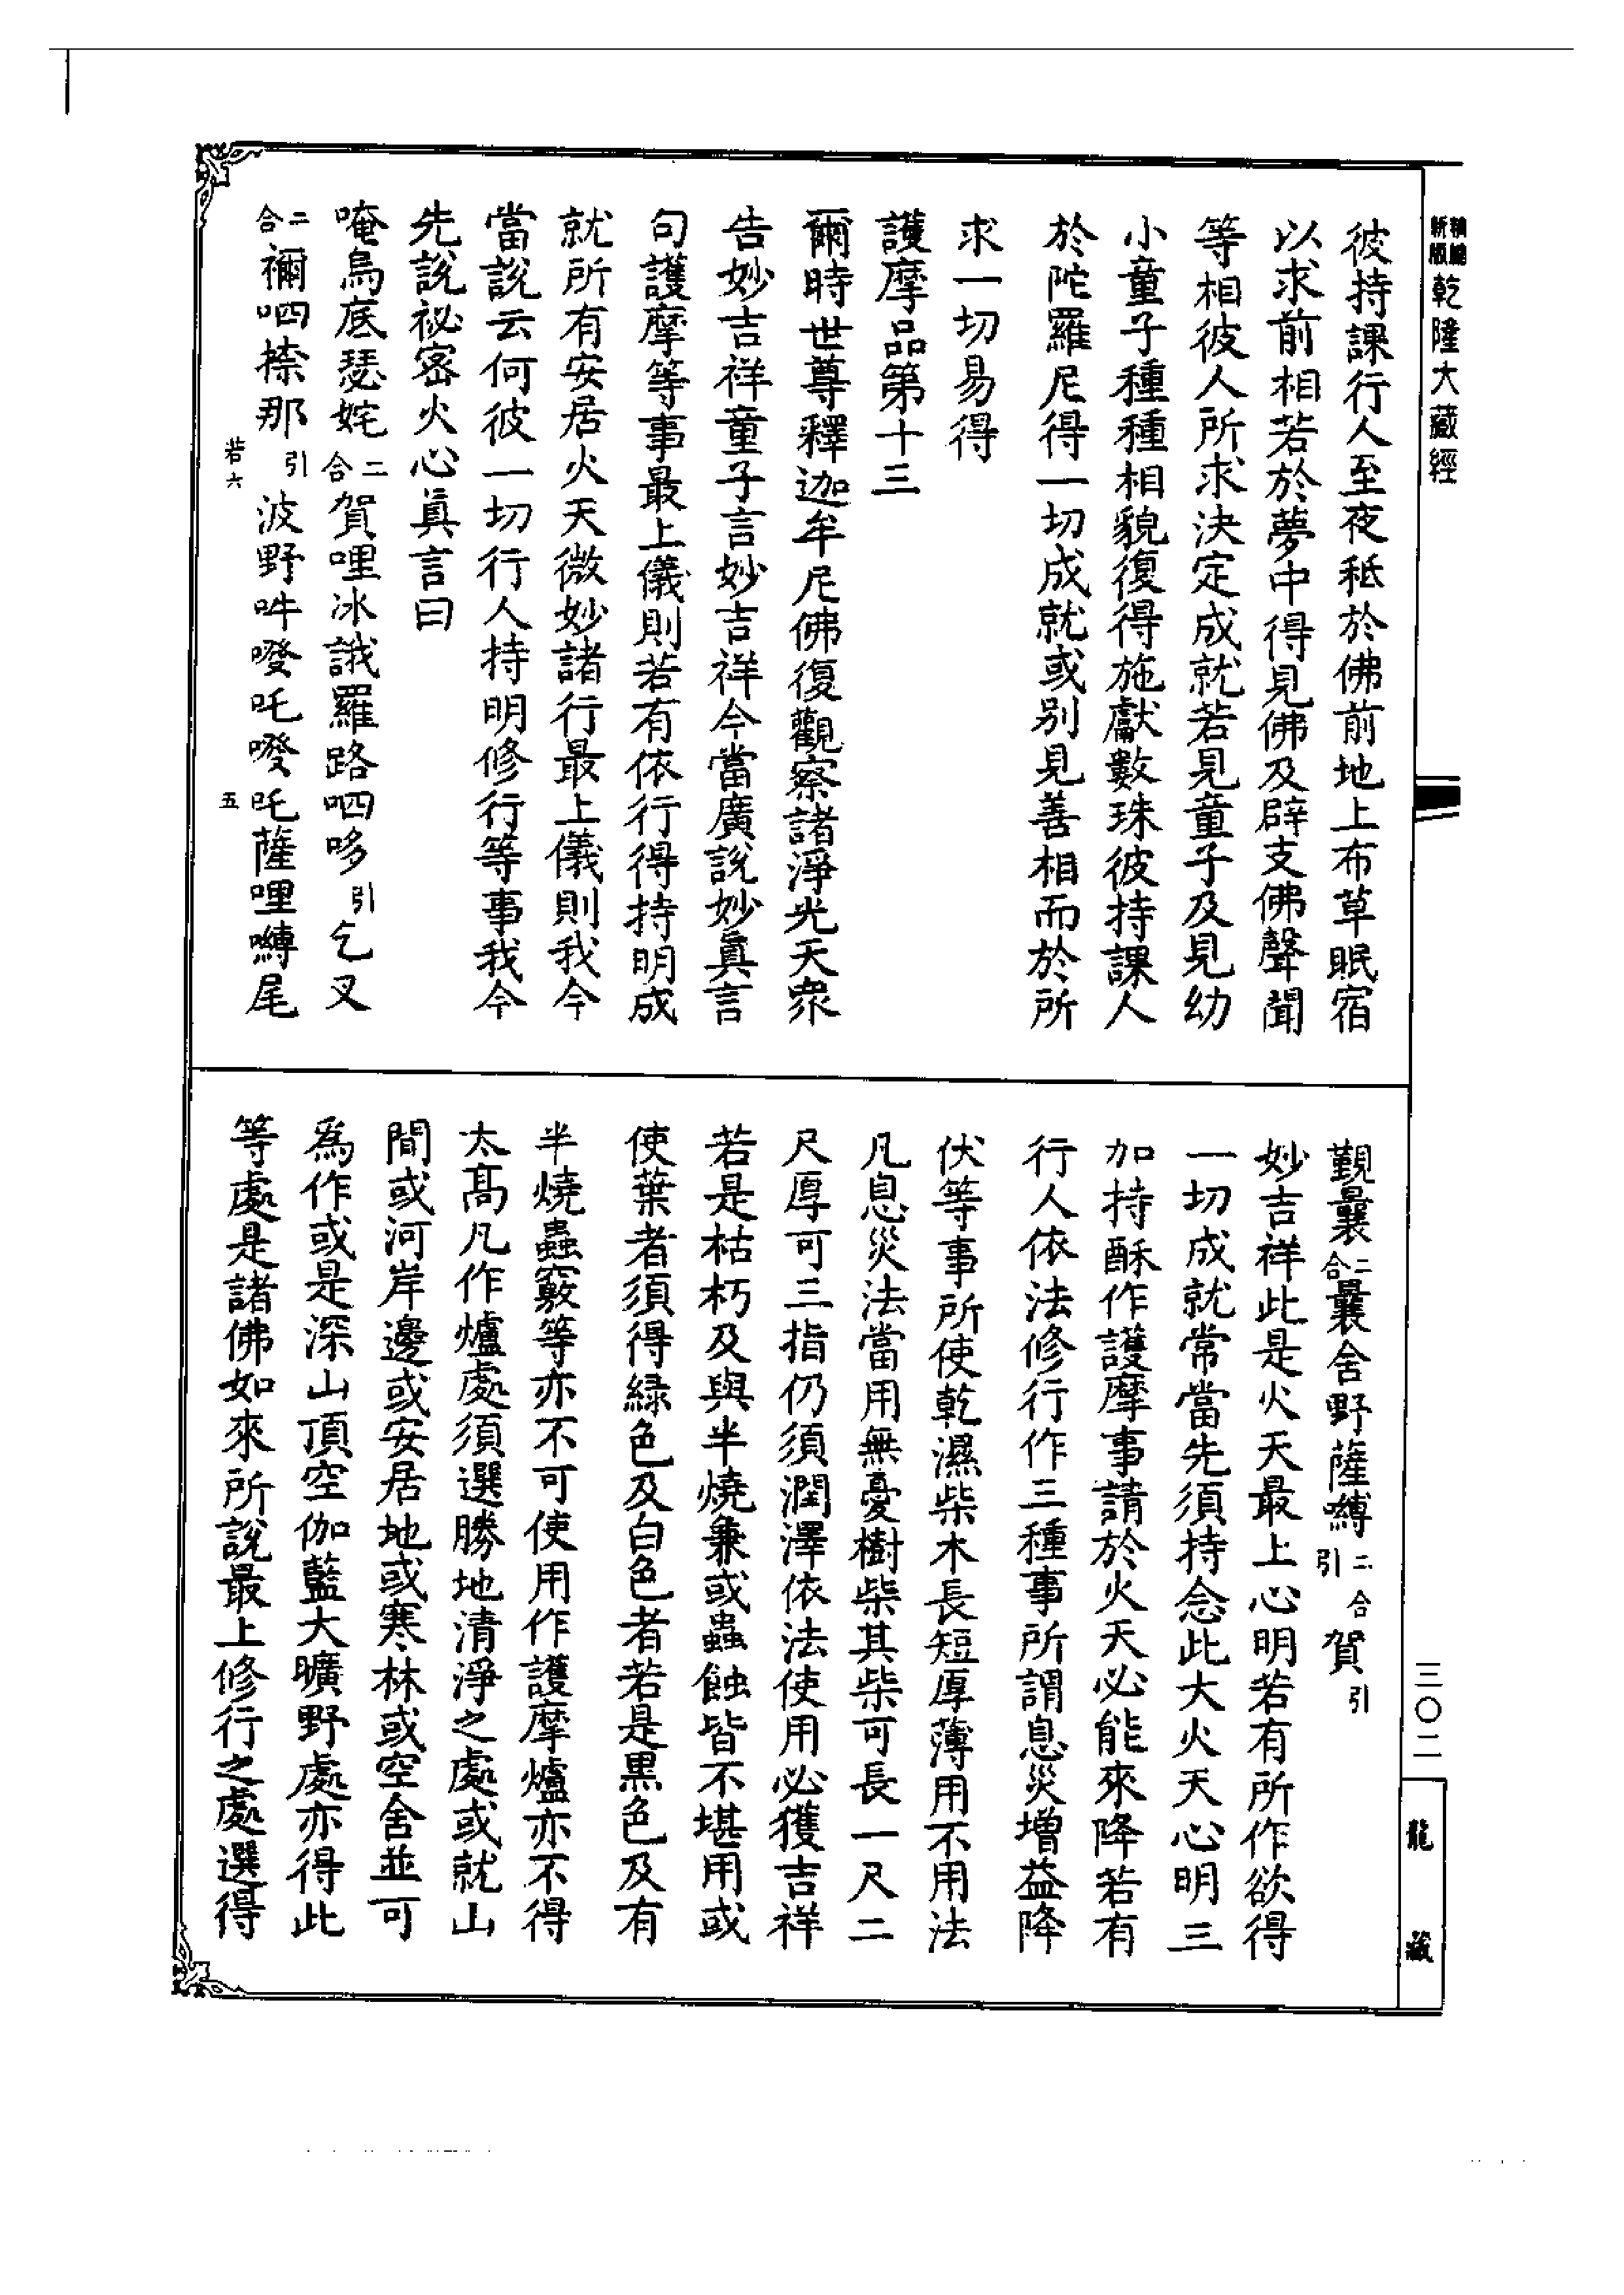 新版
乾隆大藏經
彼持課行人至夜秖於佛前地上布草眠宿
以求前相若於夢中得見佛及辟支佛聲聞
等相彼人所求決定成就若見童子及見幼
小童子種種相貌復得施獻數珠彼持課人
於陀羅尼得一切成就或別見善相而於所
求一切易得
護摩品第十三
爾時世尊釋迦牟尼佛復觀察諸淨光天衆
告妙吉祥童子言妙吉祥今當廣說妙眞言
句護摩等事最上儀則若有依行得持明成
就所有安居火天微妙諸行最上儀則我今
當說云何彼一切行人持明修行等事我今
先說祕密火心眞言曰
唵烏底瑟姹二合賀哩冰誐羅路呬哆引乞叉
二合禰呬捺那引波野吽㗶吒㗶吒薩哩嚩尾
若六
五
覲曩二合曩舍野薩嚩二合引賀引
妙吉祥此是火天最上心明若有所作欲得
一切成就常當先須持念此大火天心明三
加持酥作護摩事請於火天必能來降若有
行人依法修行作三種事所謂息災增益降
伏等事所使乾濕柴木長短厚薄用不用法
凡息災法當用無憂樹柴其柴可長一尺二
尺厚可三指仍須潤澤依法使用必獲吉祥
若是枯朽及與半燒兼或蟲蝕皆不堪用或
使葉者須得緑色及白色者若是黒色及有
半燒蟲竅等亦不可使用作護摩爐亦不得
太高凡作爐處須選勝地清淨之處或就山
間或河岸邊或安居地或寒林或空舍並可
爲作或是深山頂空伽藍大曠野處亦得此
等處是諸佛如來所說最上修行之處選得
三〇二
龍藏